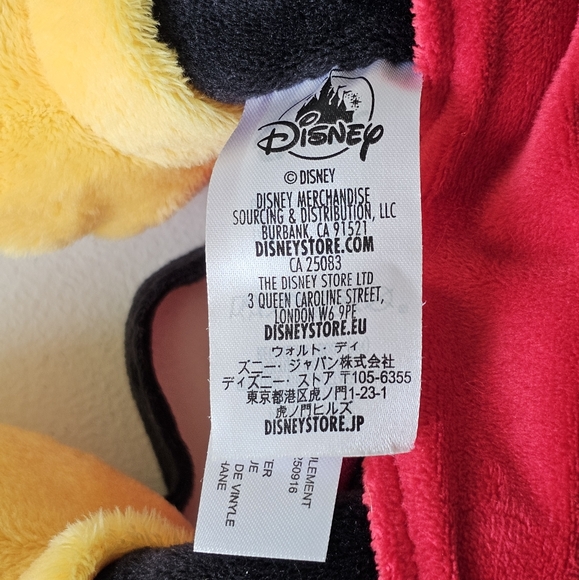 Disney
© DISNEY
DISNEY MERCHANDISE
SOURCING & DISTRIBUTION, LLC
BURBANK, CA 91521
DISNEYSTORE.COM
CA 25083
THE DISNEY STORE LTD
3 QUEEN CAROLINE STREET,
LONDON W6 9PE
DISNEYSTORE.EU
ウォルト・ディ
ズニー・ジャパン株式会社
ディズニー・ストア 〒105-6355
東京都港区虎ノ門1-23-1
虎ノ門ヒルズ
DISNEYSTORE.JP
DE VINYLE